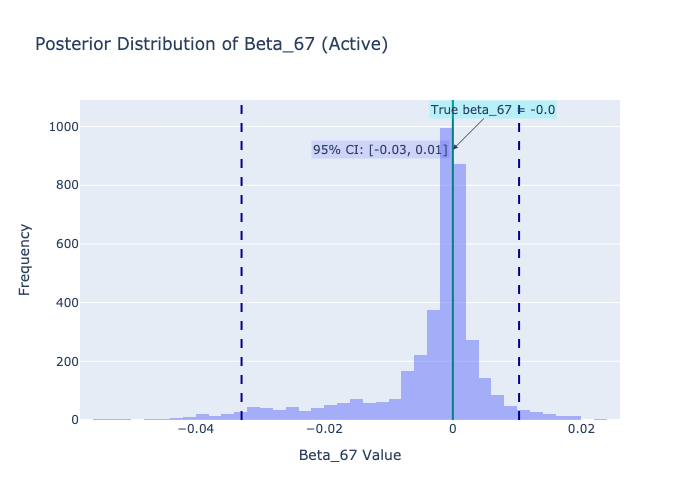 Posterior Distribution of Beta_67 (Active)
True beta_67 = -0.0
95% CI: [-0.03, 0.01]
1000
800
600
400
200
0
Frequency
−0.04
−0.02
0
0.02
Beta_67 Value